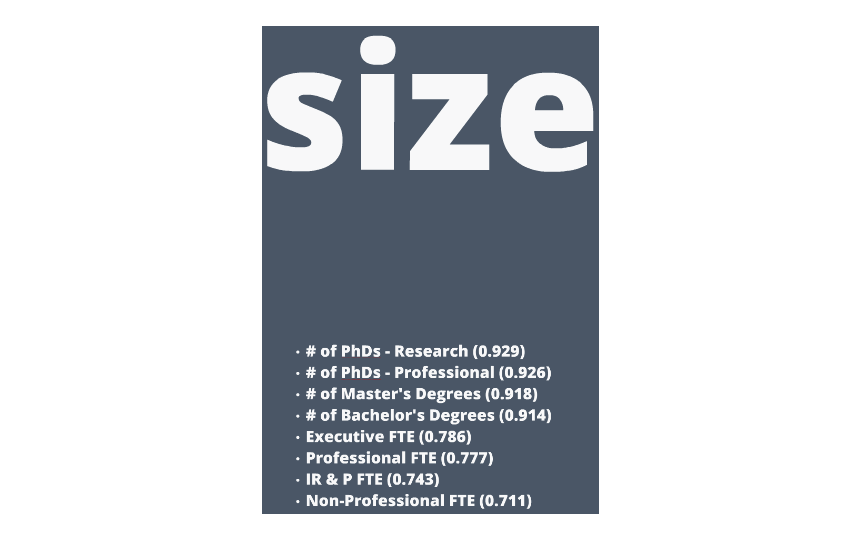 size
· # of PhDs - Research (0.929)
· # of PhDs - Professional (0.926)
· # of Master's Degrees (0.918)
· # of Bachelor's Degrees (0.914)
· Executive FTE (0.786)
· Professional FTE (0.777)
· IR & P FTE (0.743)
· Non-Professional FTE (0.711)